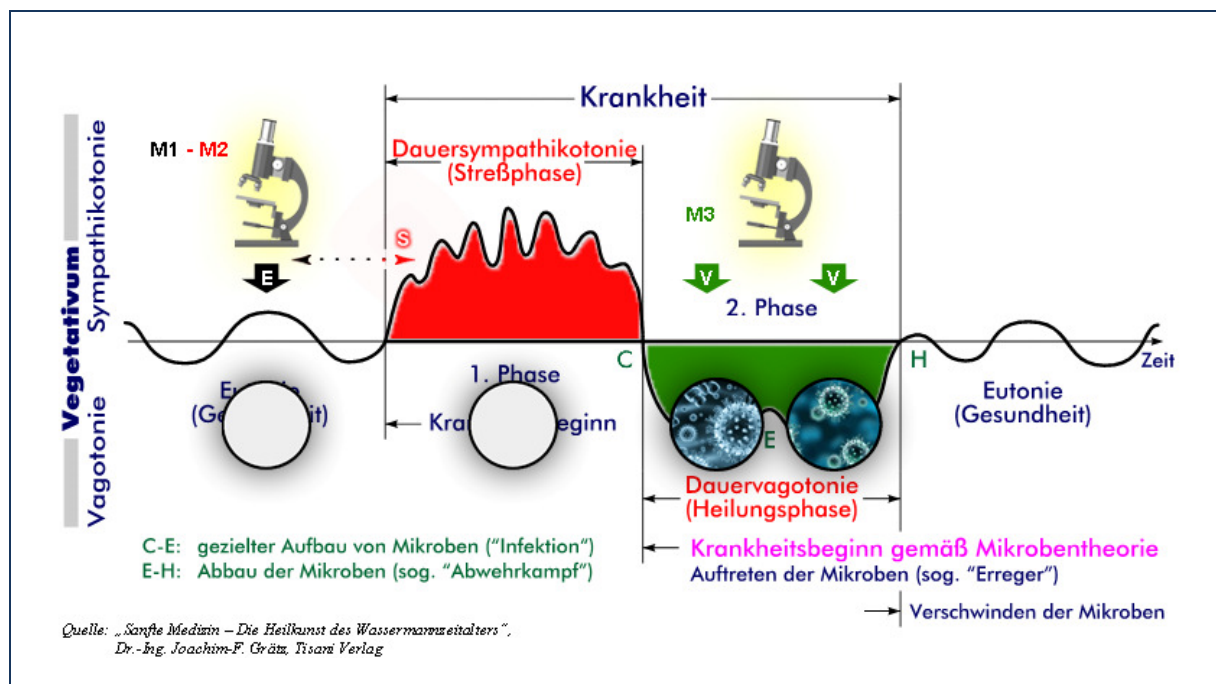 Krankheit
M1 - M2
Dauersympathikotonie
(Streßphase)
S
M3
E
V
V
2. Phase
Vegetativum
Sympathikotonie
Vagotonie
C
H
Zeit
1. Phase
Eutonie
(Gesundheit)
E
Dauervagotonie
(Heilungsphase)
C-E: gezielter Aufbau von Mikroben ("Infektion")
E-H: Abbau der Mikroben (sog. "Abwehrkampf")
Krankheitsbeginn gemäß Mikrobentheorie
Auftreten der Mikroben (sog. "Erreger")
Verschwinden der Mikroben
Quelle: „Sanfte Medizin – Die Heilkunst des Wassermannzeitalters",
Dr.-Ing. Joachim-F. Grätz, Tisani Verlag